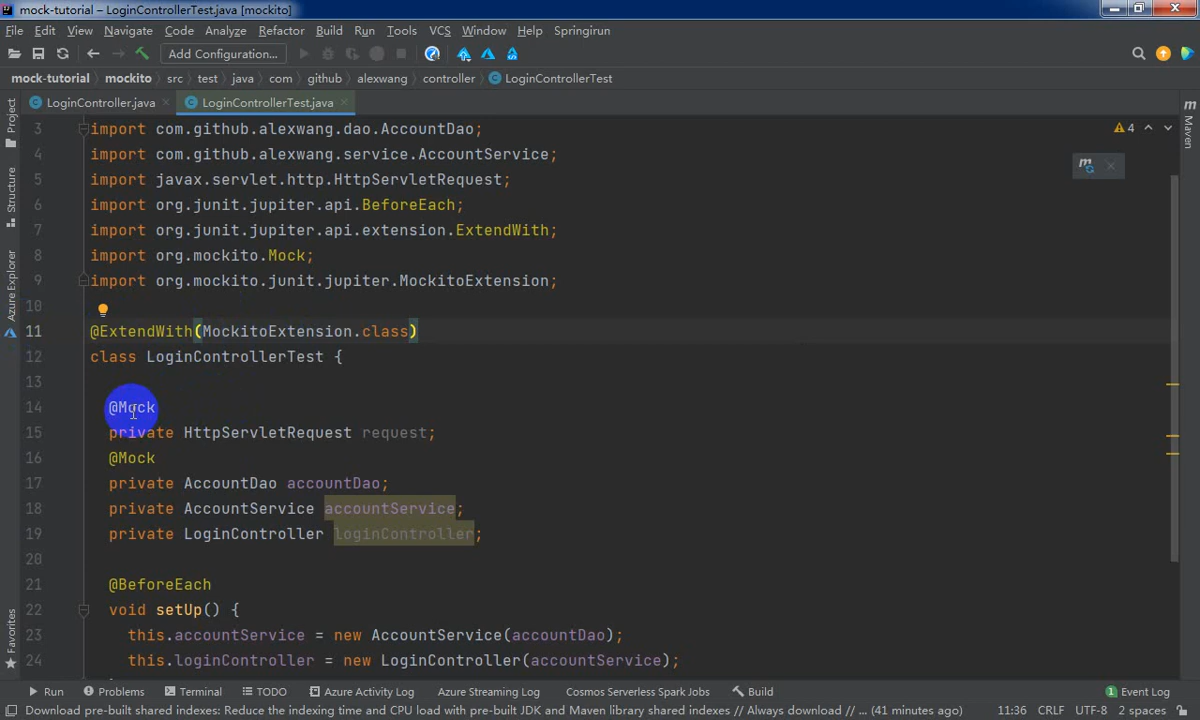 mock-tutorial – LoginControllerTest.java [mockito]
File Edit View Navigate Code Analyze Refactor Build Run Tools VCS Window Help Springirun
Add Configuration...
mock-tutorial mockito src test java com github alexwang controller LoginControllerTest
LoginController.java LoginControllerTest.java
Project
Structure
Azure Explorer
Favorites
Maven
4
3 import com.github.alexwang.dao.AccountDao;
4 import com.github.alexwang.service.AccountService;
5 import javax.servlet.http.HttpServletRequest;
6 import org.junit.jupiter.api.BeforeEach;
7 import org.junit.jupiter.api.extension.ExtendWith;
8 import org.mockito.Mock;
9 import org.mockito.junit.jupiter.MockitoExtension;
10
11 @ExtendWith(MockitoExtension.class)
12 class LoginControllerTest {
13
14 @Mock
15 private HttpServletRequest request;
16 @Mock
17 private AccountDao accountDao;
18 private AccountService accountService;
19 private LoginController loginController;
20
21 @BeforeEach
22 void setUp() {
23 this.accountService = new AccountService(accountDao);
24 this.loginController = new LoginController(accountService);
Run Problems Terminal TODO Azure Activity Log Azure Streaming Log Cosmos Serverless Spark Jobs Build 1 Event Log
Download pre-built shared indexes: Reduce the indexing time and CPU load with pre-built JDK and Maven library shared indexes // Always download // ... (41 minutes ago) 11:36 CRLF UTF-8 2 spaces